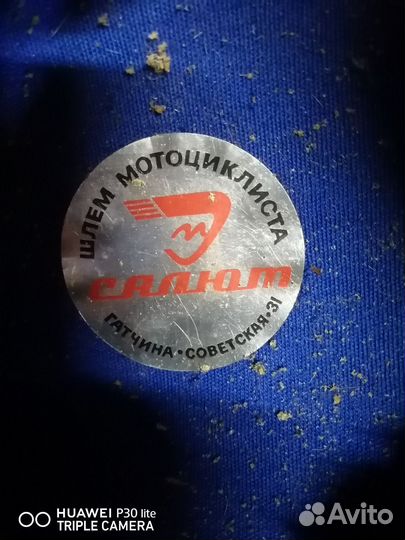 ШЛЕМ МОТОЦИКЛИСТА
САЛЮТ
ГАТЧИНА • СОВЕТСКАЯ • 31
HUAWEI P30 lite
TRIPLE CAMERA
Avito